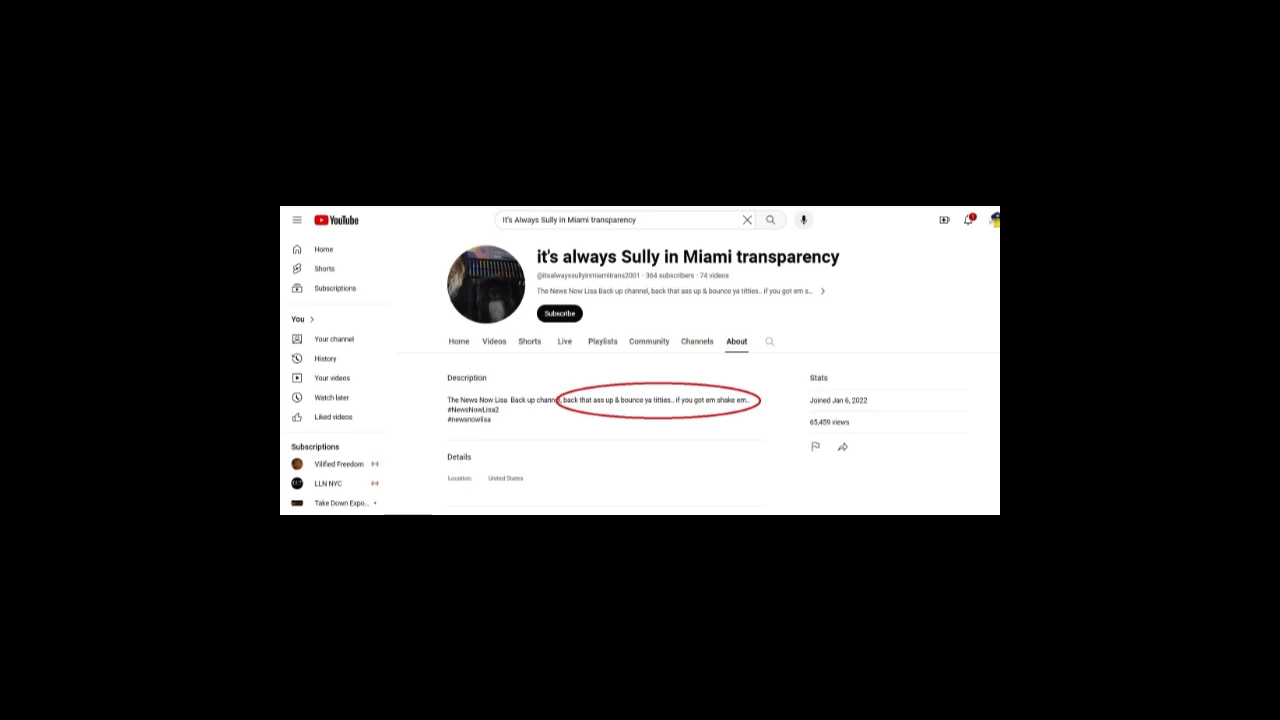 YouTube
It's Always Sully in Miami transparency
1
Home
Shorts
Subscriptions
You
Your channel
History
Your videos
Watch later
Liked videos
Subscriptions
Vilified Freedom
LLN NYC
Take Down Expo...
it's always Sully in Miami transparency
@itsalwayssullyinmiamitrans2001 · 364 subscribers · 74 videos
The News Now Lisa Back up channel, back that ass up & bounce ya titties.. if you got em s...
Subscribe
Home Videos Shorts Live Playlists Community Channels About
Description
The News Now Lisa Back up channel, back that ass up & bounce ya titties.. if you got em shake em..
#NewsNowLisa2
#newsnowlisa
Details
Location: United States
Stats
Joined Jan 6, 2022
65,459 views